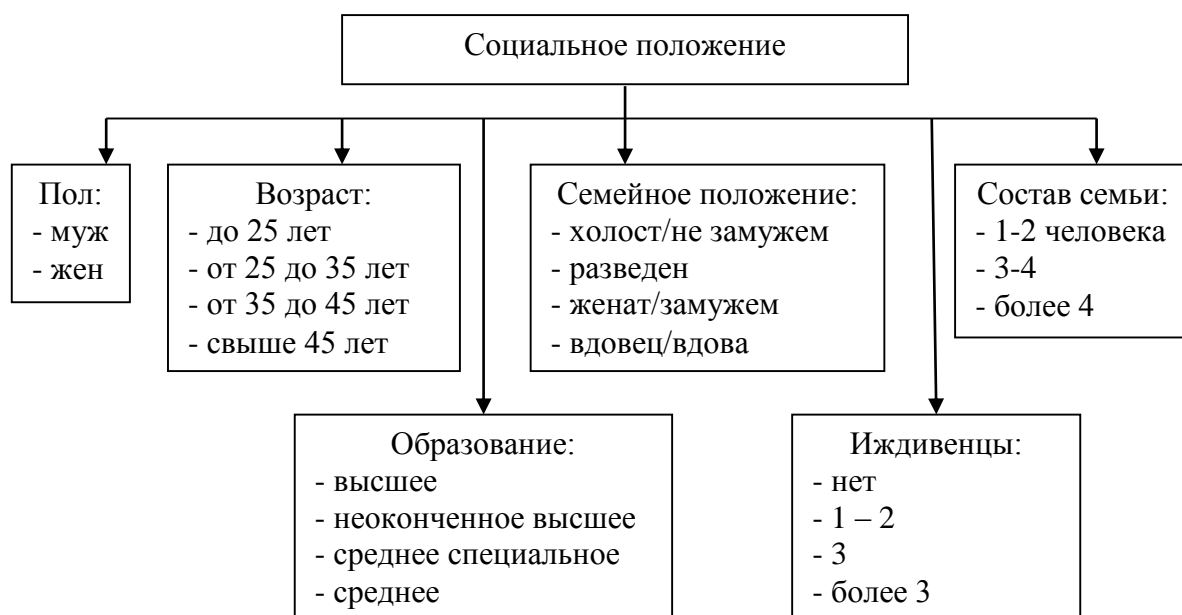 Социальное положение
Пол:
- муж
- жен
Возраст:
- до 25 лет
- от 25 до 35 лет
- от 35 до 45 лет
- свыше 45 лет
Семейное положение:
- холост/не замужем
- разведен
- женат/замужем
- вдовец/вдова
Состав семьи:
- 1-2 человека
- 3-4
- более 4
Образование:
- высшее
- неоконченное высшее
- среднее специальное
- среднее
Иждивенцы:
- нет
- 1 – 2
- 3
- более 3